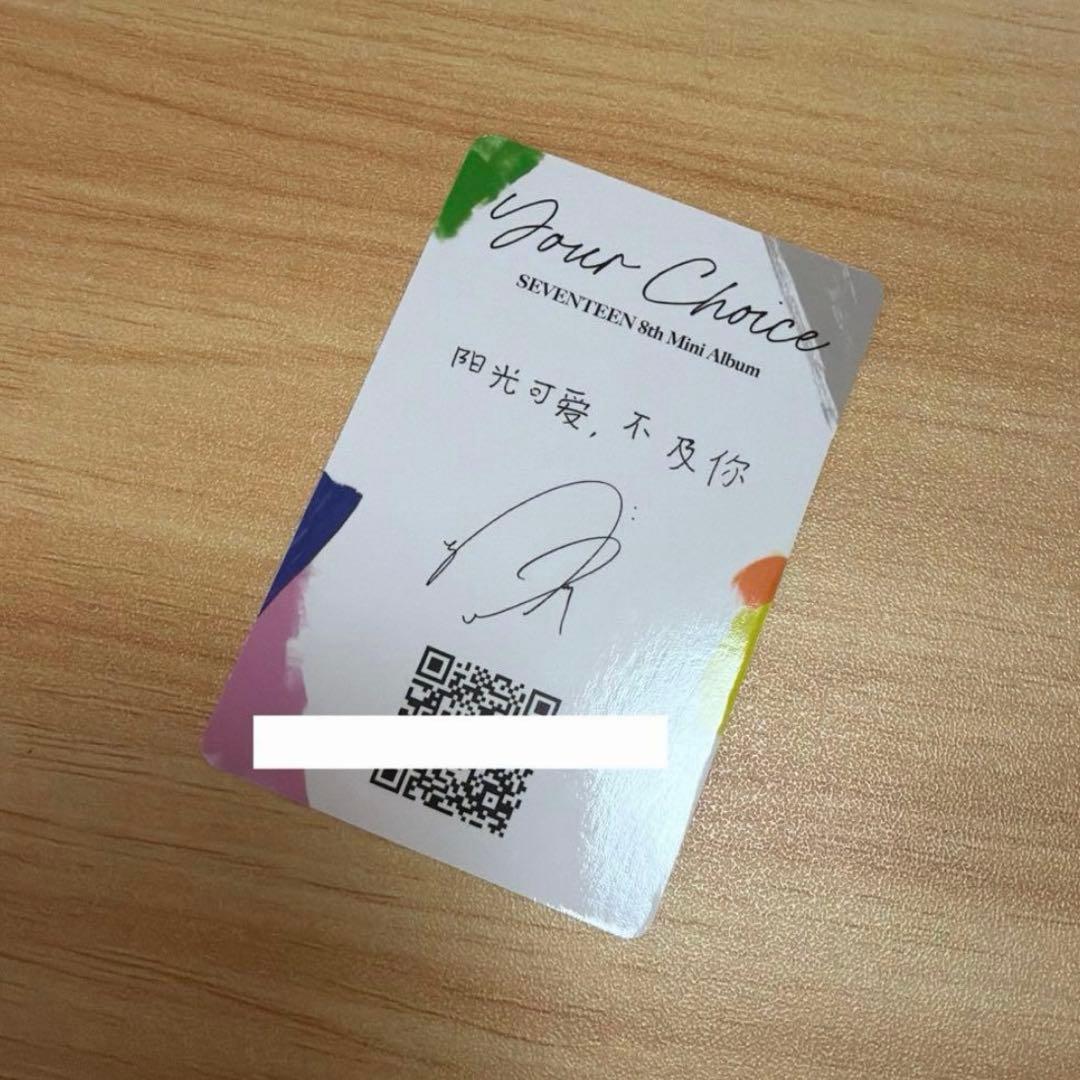 Your Choice
SEVENTEEN 8th Mini Album
阳光可爱，不及你